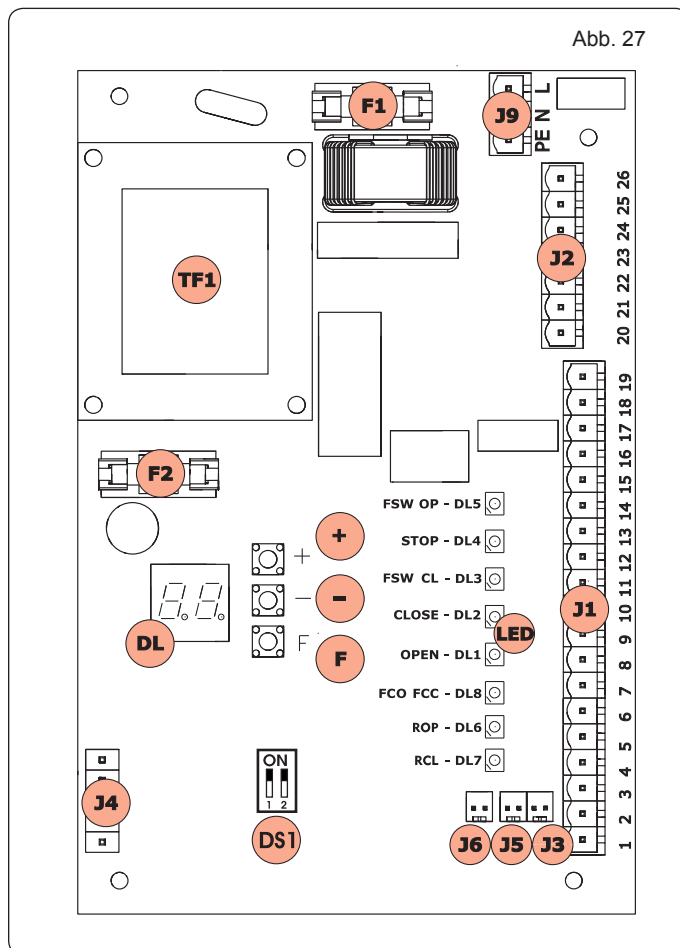 Abb. 27
F1
J9
PE N L
TF1
J2
20 21 22 23 24 25 26
F2
J1
1 2 3 4 5 6 7 8 9 10 11 12 13 14 15 16 17 18 19
FSW OP - DL5
+ +
STOP - DL4
- -
FSW CL - DL3
CLOSE - DL2
LED
DL
8.8.
F F
OPEN - DL1
FCO FCC - DL8
ROP - DL6
RCL - DL7
J4
ON
1 2
DS1
J6
J5
J3